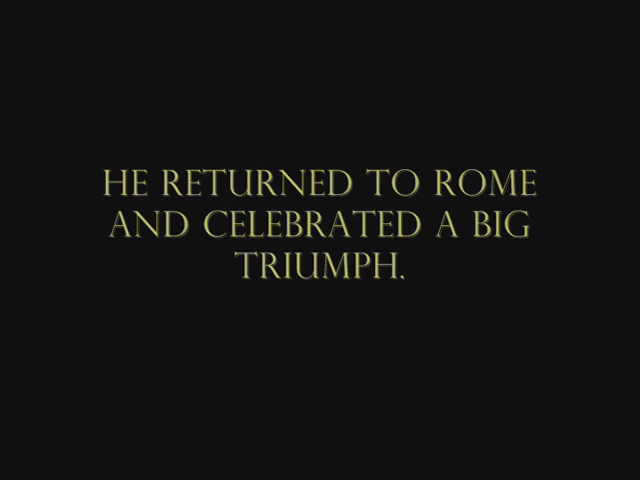 HE RETURNED TO ROME
AND CELEBRATED A BIG
TRIUMPH.